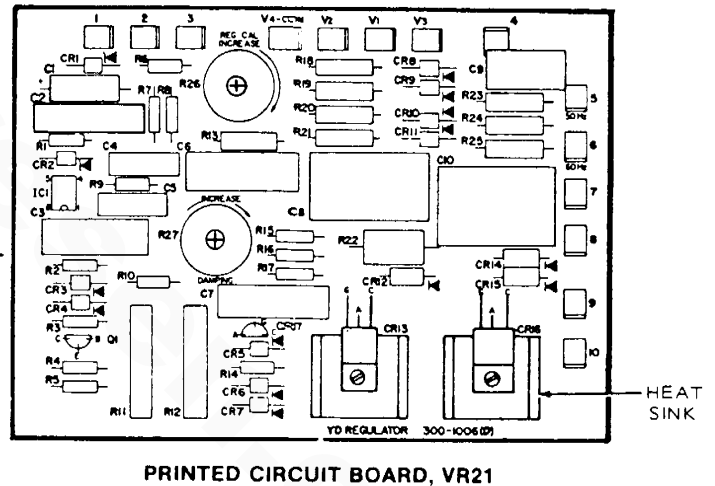 1 2 3 V4-COM V2 V1 V3 4
REG CAL
INCREASE
CR1 R6 R26 R18 CR8 C9
C1
+
C2 R7 R8 R19 CR9 R23 5
50Hz
R20 CR10 R24
R1 R13 R21 CR11 R25 6
60Hz
CR2 C4 C6 C10
IC1 R9 C5 7
C3 INCREASE C8
R27 R15 R22 8
R16
R2 R17 CR14
CR3 R10 DAMPING CR12 CR15
CR4 C7 G C G C 9
R3 A A
C B Q1 A C CR17 CR13 CR16
E G
CR5 10
R4 R14
R5 CR6 HEAT
SINK
R11 R12 CR7
YD REGULATOR 300-1006(D)
PRINTED CIRCUIT BOARD, VR21